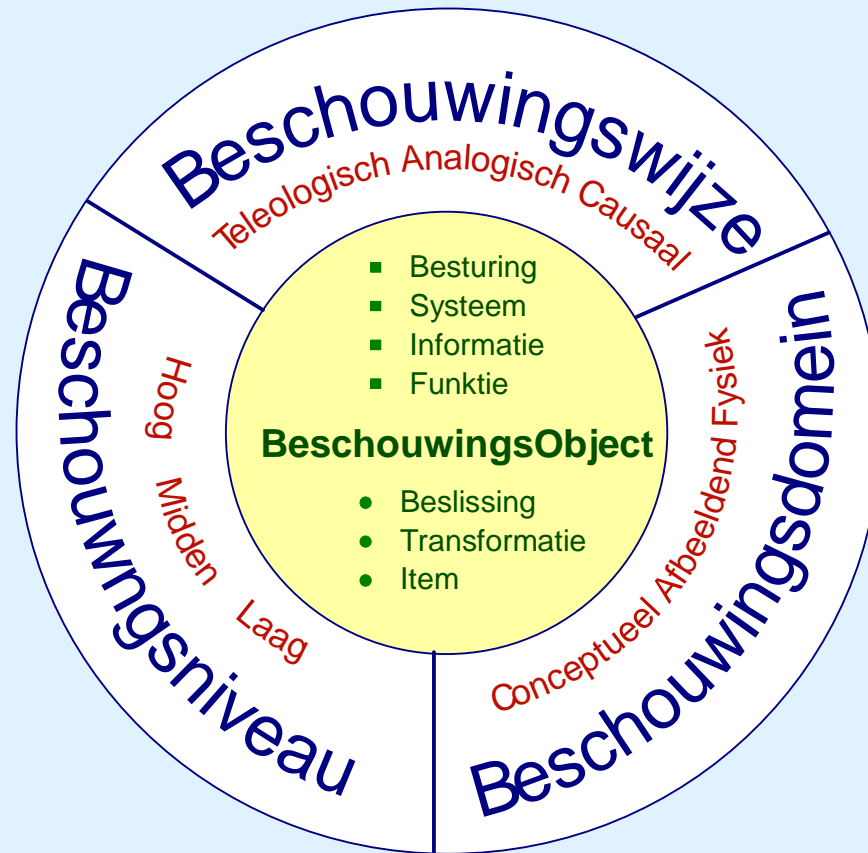 Beschouwingswijze
Teleologisch Analogisch Causaal
Beschouwngsniveau
Hoog Midden Laag
Besturing
Systeem
Informatie
Funktie
BeschouwingsObject
Beslissing
Transformatie
Item
Conceptueel Afbeeldend Fysiek
Beschouwingsdomein